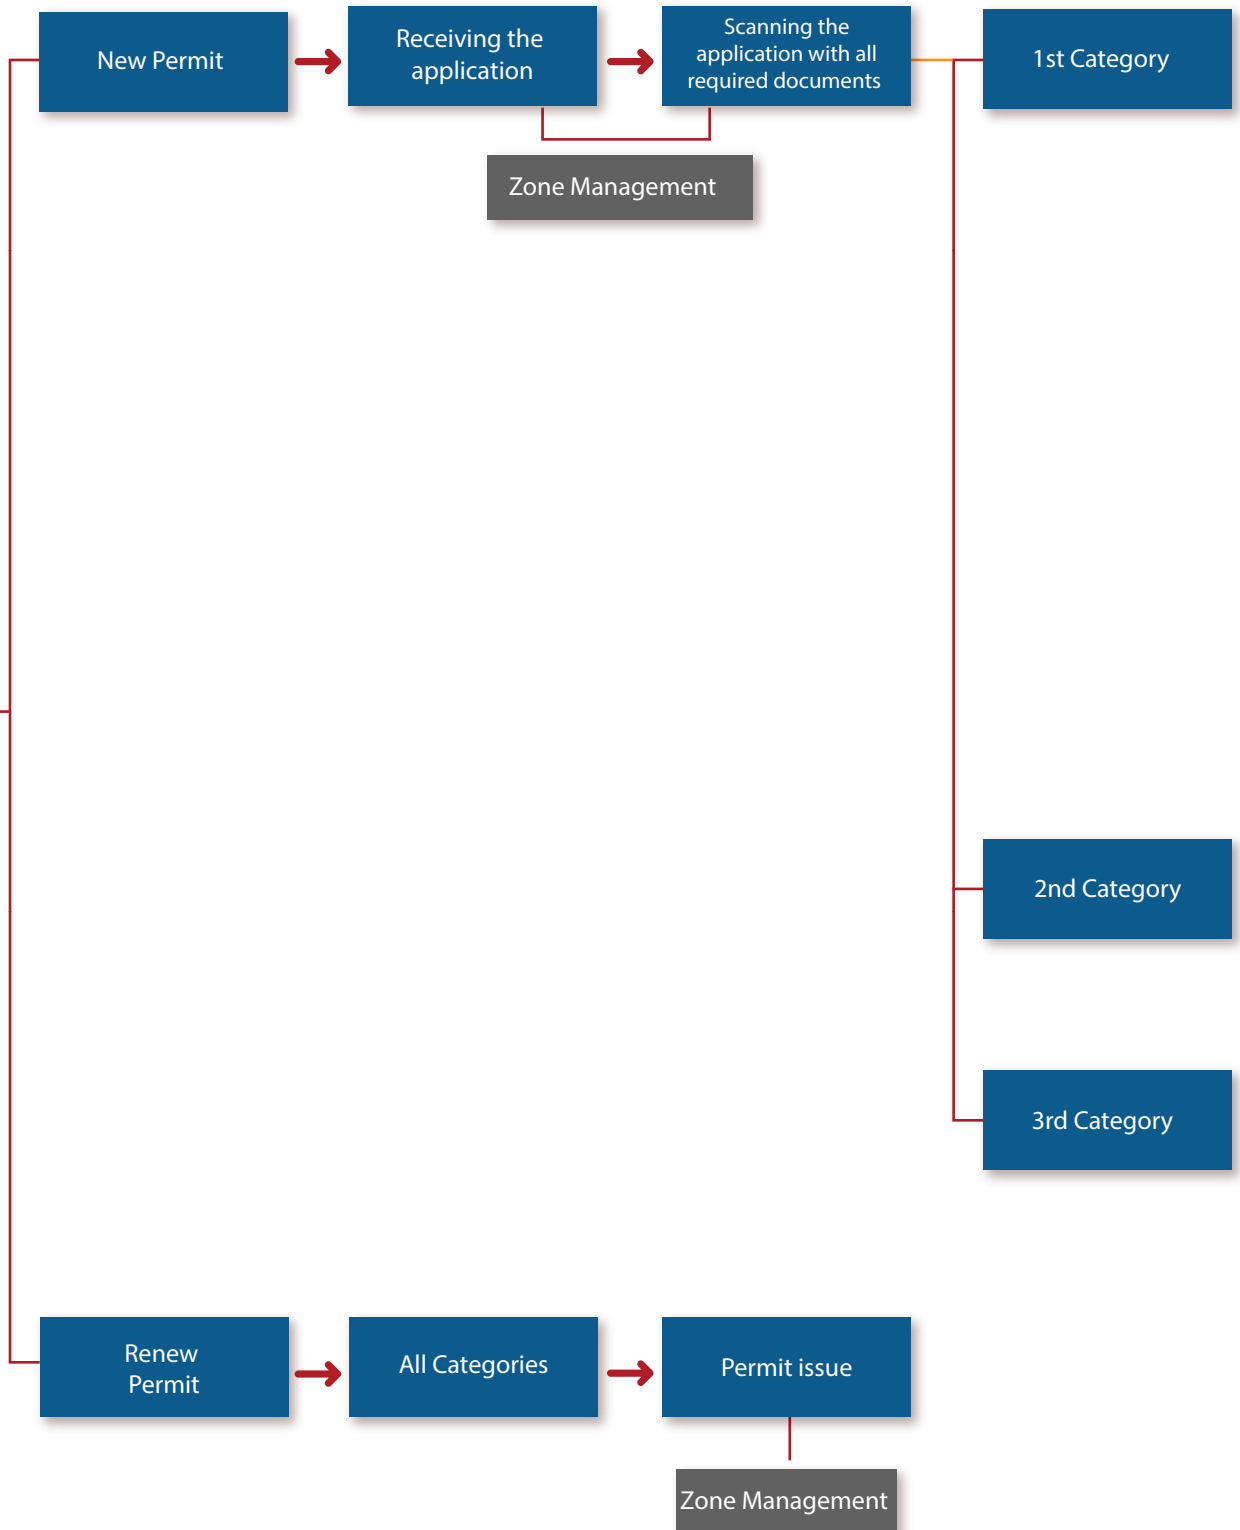 New Permit
Receiving the
application
Scanning the
application with all
required documents
1st Category
Zone Management
2nd Category
3rd Category
Renew
Permit
All Categories
Permit issue
Zone Management